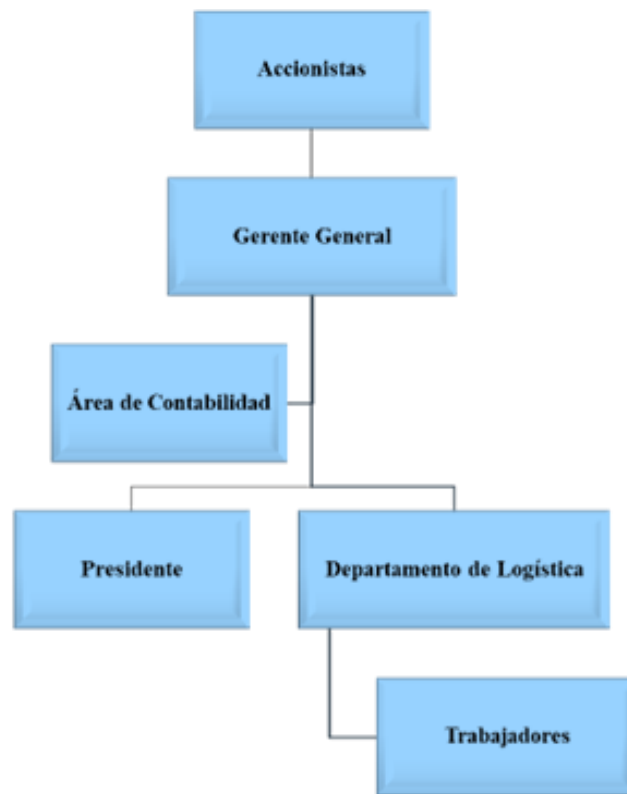 Accionistas
Gerente General
Área de Contabilidad
Presidente
Departamento de Logística
Trabajadores